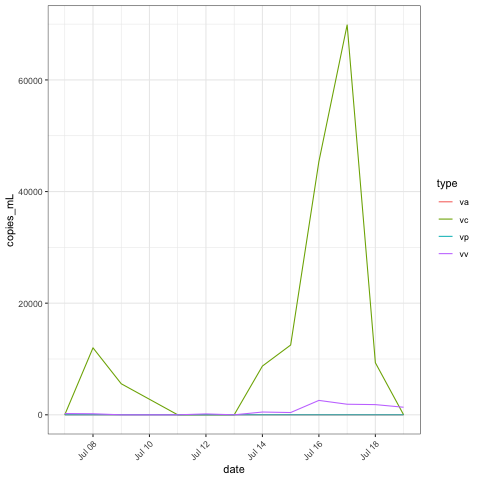 copies_mL
60000
40000
20000
0
Jul 08
Jul 10
Jul 12
Jul 14
Jul 16
Jul 18
date
type
va
vc
vp
vv